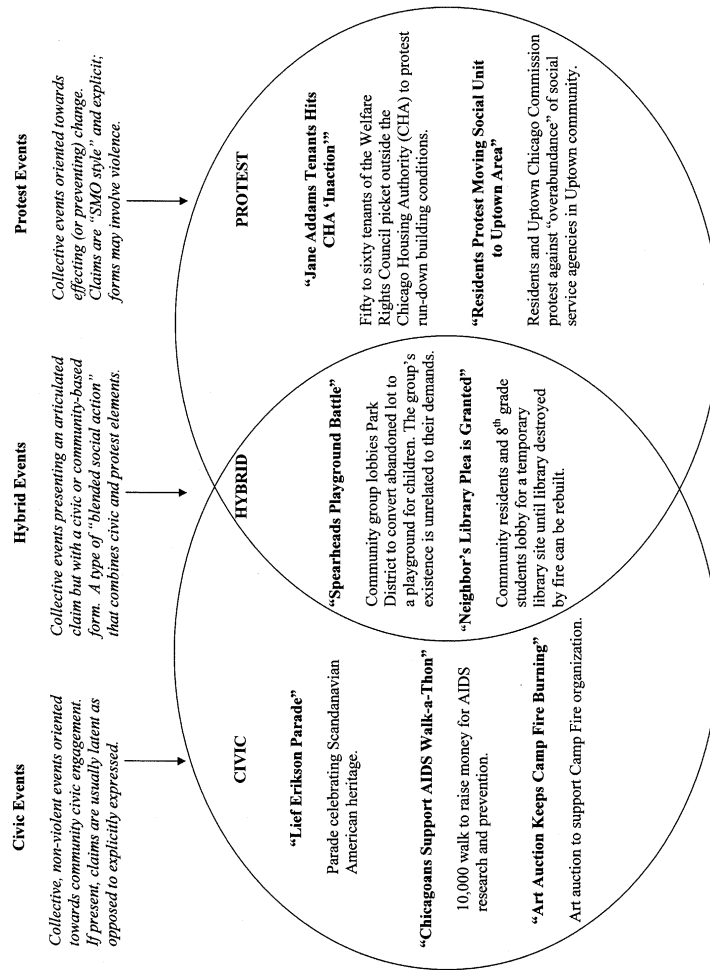 Civic Events
Collective, non-violent events oriented
towards community civic engagement.
If present, claims are usually latent as
opposed to explicitly expressed.
Hybrid Events
Collective events presenting an articulated
claim but with a civic or community-based
form. A type of "blended social action"
that combines civic and protest elements.
Protest Events
Collective events oriented towards
effecting (or preventing) change.
Claims are "SMO style" and explicit;
forms may involve violence.
CIVIC
"Lief Erikson Parade"
Parade celebrating Scandanavian
American heritage.
"Chicagoans Support AIDS Walk-a-Thon"
10,000 walk to raise money for AIDS
research and prevention.
"Art Auction Keeps Camp Fire Burning"
Art auction to support Camp Fire organization.
HYBRID
"Spearheads Playground Battle"
Community group lobbies Park
District to convert abandoned lot to
a playground for children. The group's
existence is unrelated to their demands.
"Neighbor's Library Plea is Granted"
Community residents and 8th grade
students lobby for a temporary
library site until library destroyed
by fire can be rebuilt.
PROTEST
"Jane Addams Tenants Hits
CHA 'Inaction'"
Fifty to sixty tenants of the Welfare
Rights Council picket outside the
Chicago Housing Authority (CHA) to protest
run-down building conditions.
"Residents Protest Moving Social Unit
to Uptown Area"
Residents and Uptown Chicago Commission
protest against "overabundance" of social
service agencies in Uptown community.